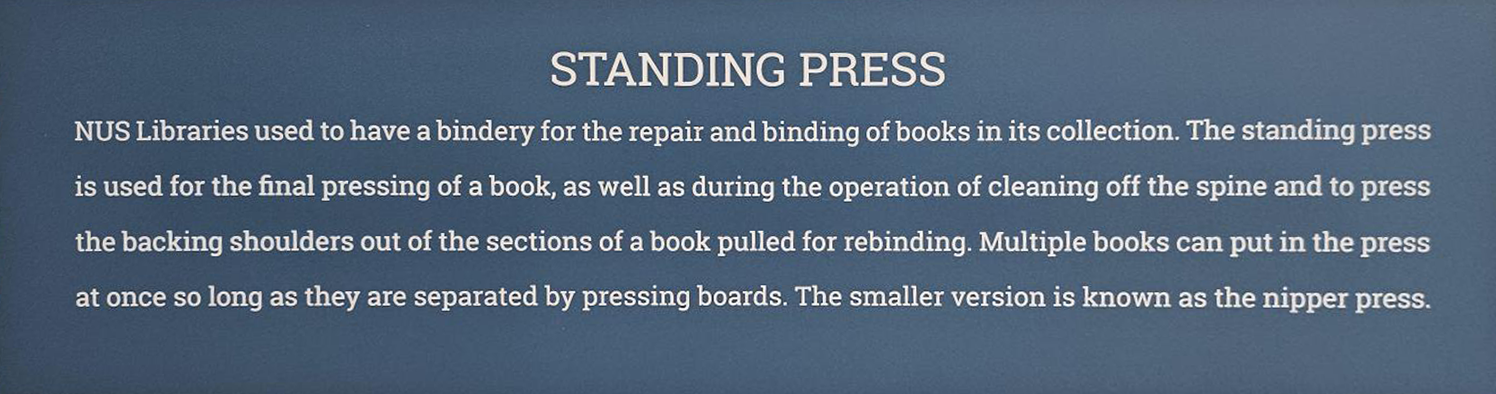 STANDING PRESS
NUS Libraries used to have a bindery for the repair and binding of books in its collection. The standing press
is used for the final pressing of a book, as well as during the operation of cleaning off the spine and to press
the backing shoulders out of the sections of a book pulled for rebinding. Multiple books can put in the press
at once so long as they are separated by pressing boards. The smaller version is known as the nipper press.